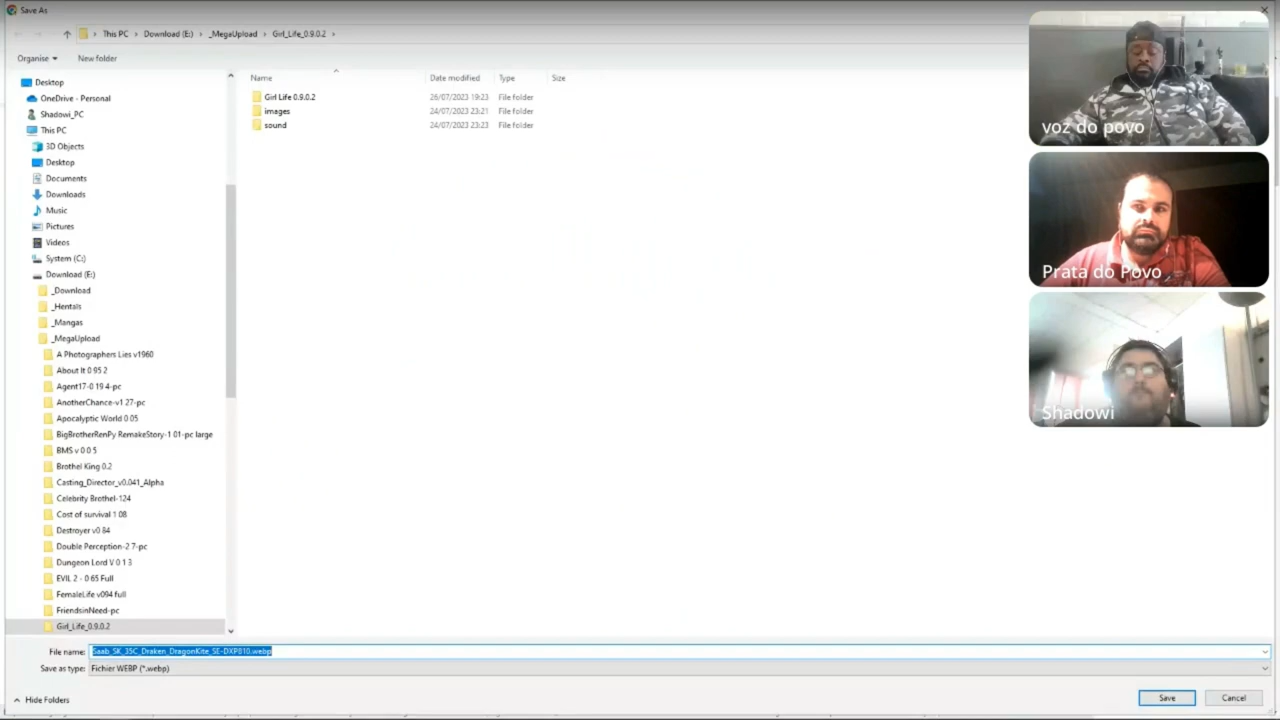 Save As
This PC > Download (E:) > _MegaUpload > Girl_Life_0.9.0.2 >
Organise
New folder
Name
Date modified
Type
Size
Girl Life 0.9.0.2 26/07/2023 19:23 File folder
images 24/07/2023 23:21 File folder
sound 24/07/2023 23:23 File folder
Desktop
OneDrive - Personal
Shadowi_PC
This PC
3D Objects
Desktop
Documents
Downloads
Music
Pictures
Videos
System (C:)
Download (E:)
_Download
_Hentals
_Mangas
_MegaUpload
A Photographers Lies v1960
About It 0 95 2
Agent17-0 19 4-pc
AnotherChance-v1 27-pc
Apocalyptic World 0 05
BigBrotherRenPy RemakeStory-1 01-pc large
BMS v 0 0 5
Brothel King 0.2
Casting_Director_v0.041_Alpha
Celebrity Brothel-124
Cost of survival 1 08
Destroyer v0 84
Double Perception-2 7-pc
Dungeon Lord V 0 1 3
EVIL 2 - 0 65 Full
FemaleLife v094 full
FriendsinNeed-pc
Girl_Life_0.9.0.2
File name: Saab_SK_35C_Draken_DragonKite_SE-DXP810.webp
Save as type: Fichier WEBP (*.webp)
Hide Folders
Save
Cancel
voz do povo
Prata do Povo
Shadowi